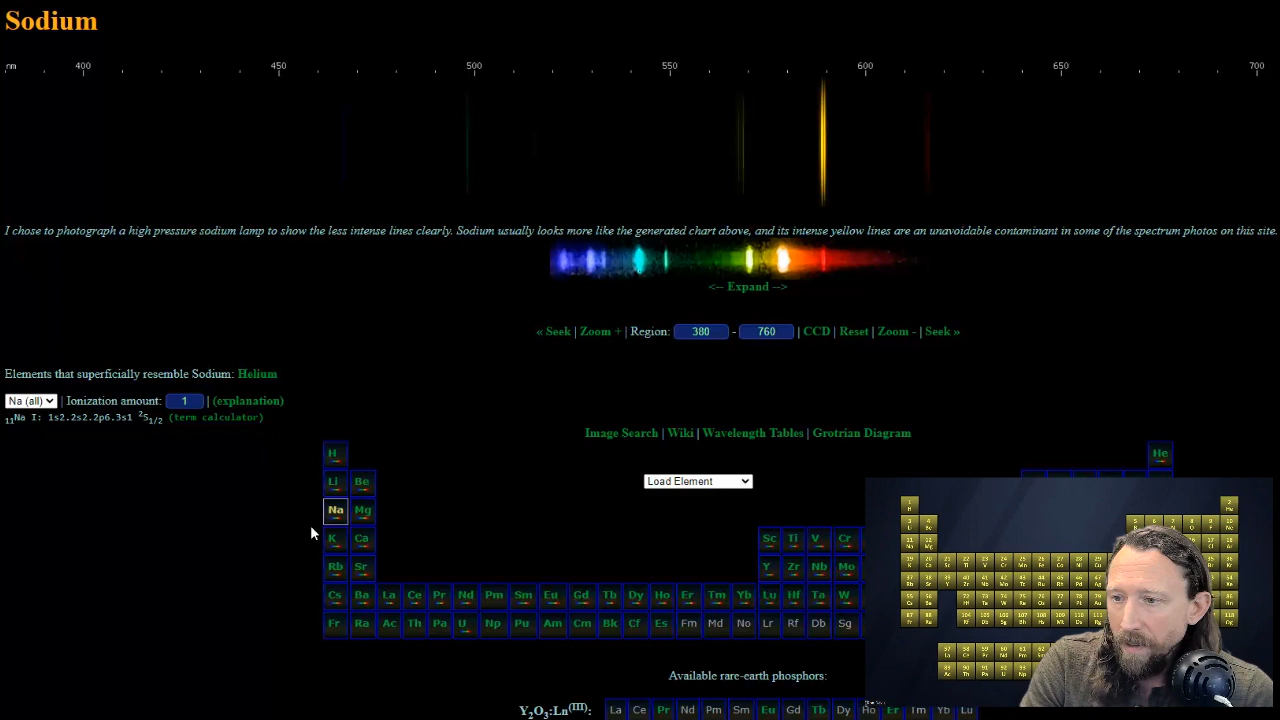 Sodium
nm 400 450 500 550 600 650 700
I chose to photograph a high pressure sodium lamp to show the less intense lines clearly. Sodium usually looks more like the generated chart above, and its intense yellow lines are an unavoidable contaminant in some of the spectrum photos on this site.
<-- Expand -->
« Seek | Zoom + | Region: 380 - 760 | CCD | Reset | Zoom - | Seek »
Elements that superficially resemble Sodium: Helium
Na (all) | Ionization amount: 1 | (explanation)
11Na I: 1s2.2s2.2p6.3s1 2S1/2 (term calculator)
Image Search | Wiki | Wavelength Tables | Grotrian Diagram
H He
Li Be Load Element
Na Mg
K Ca Sc Ti V Cr
Rb Sr Y Zr Nb Mo
Cs Ba La Ce Pr Nd Pm Sm Eu Gd Tb Dy Ho Er Tm Yb Lu Hf Ta W
Fr Ra Ac Th Pa U Np Pu Am Cm Bk Cf Es Fm Md No Lr Rf Db Sg
Available rare-earth phosphors:
Y2O3:Ln(III): La Ce Pr Nd Pm Sm Eu Gd Tb Dy Ho Er Tm Yb Lu